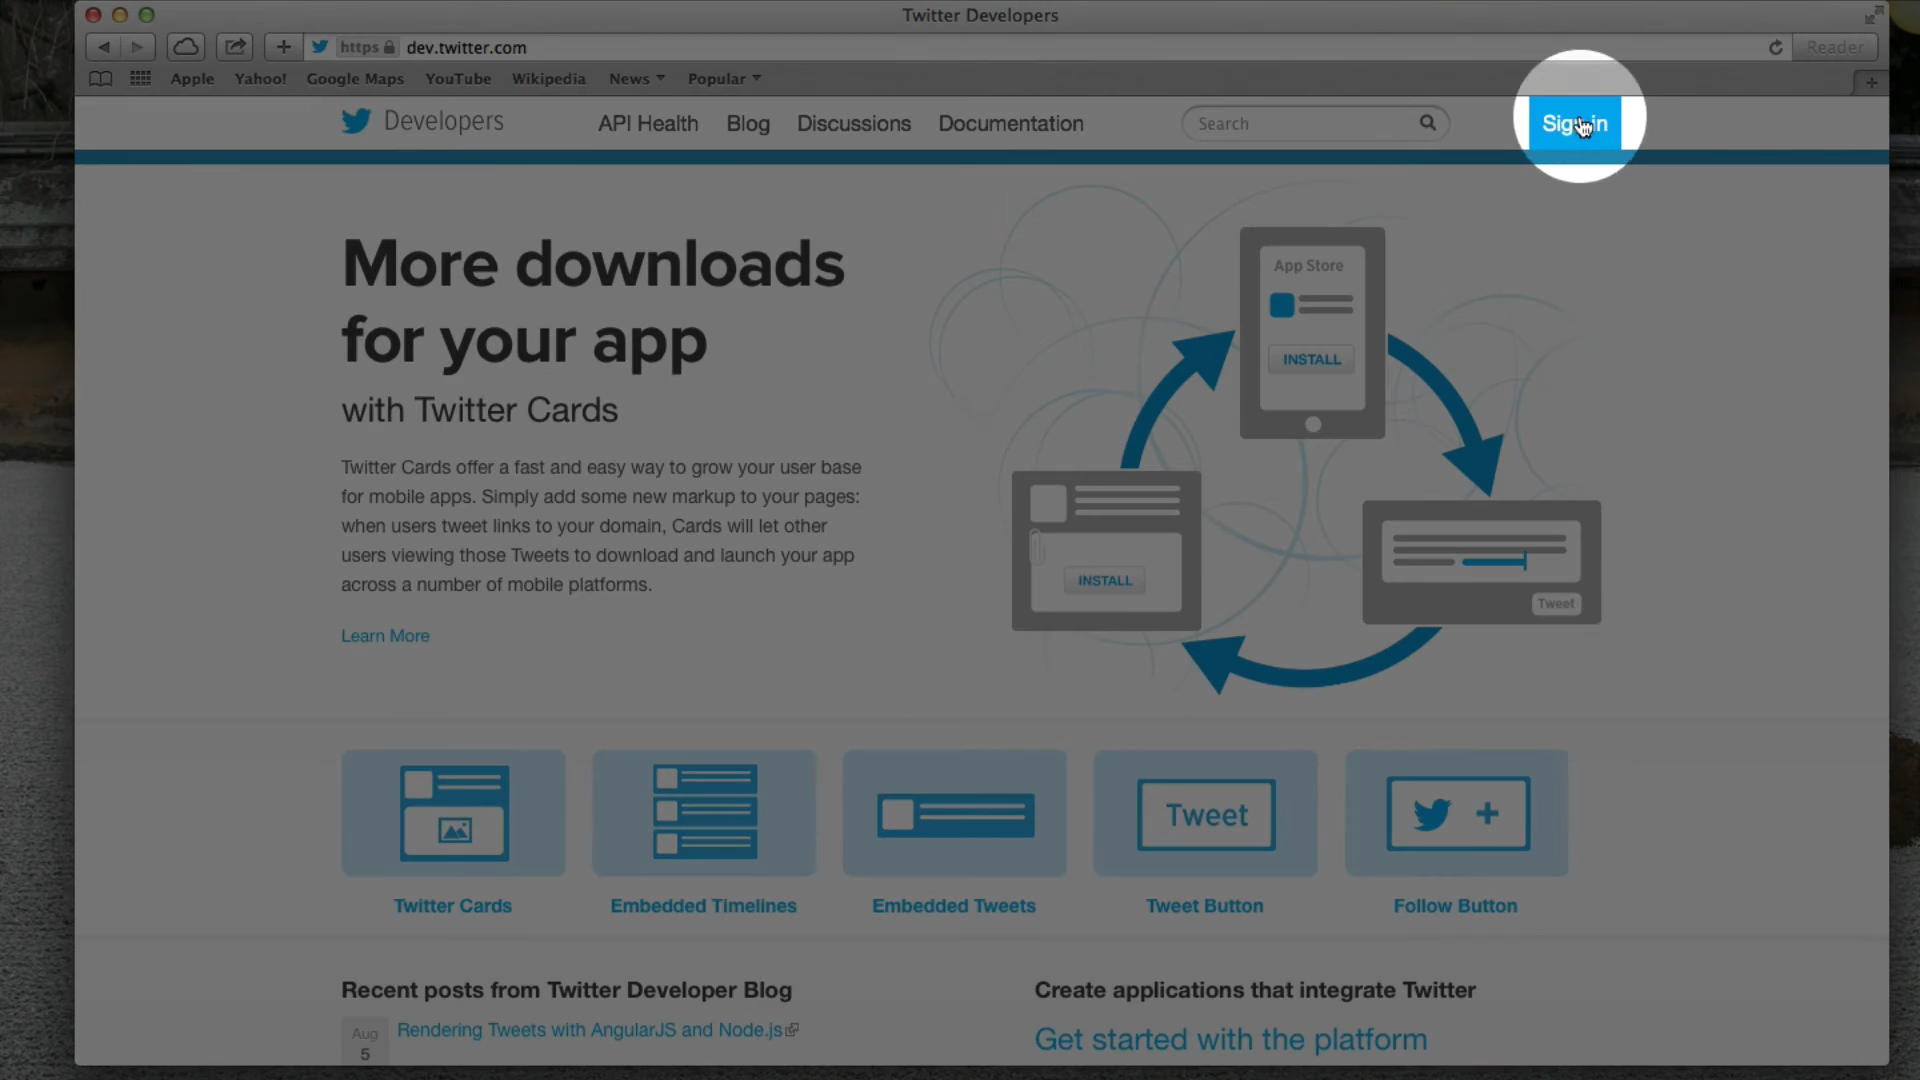 Twitter Developers
https dev.twitter.com Reader
Apple Yahoo! Google Maps YouTube Wikipedia News Popular
Developers API Health Blog Discussions Documentation Search Sign in
More downloads
for your app
with Twitter Cards
Twitter Cards offer a fast and easy way to grow your user base
for mobile apps. Simply add some new markup to your pages:
when users tweet links to your domain, Cards will let other
users viewing those Tweets to download and launch your app
across a number of mobile platforms.
Learn More
App Store
INSTALL
INSTALL
Tweet
Tweet
Twitter Cards Embedded Timelines Embedded Tweets Tweet Button Follow Button
Recent posts from Twitter Developer Blog
Aug
5
Rendering Tweets with AngularJS and Node.js
Create applications that integrate Twitter
Get started with the platform